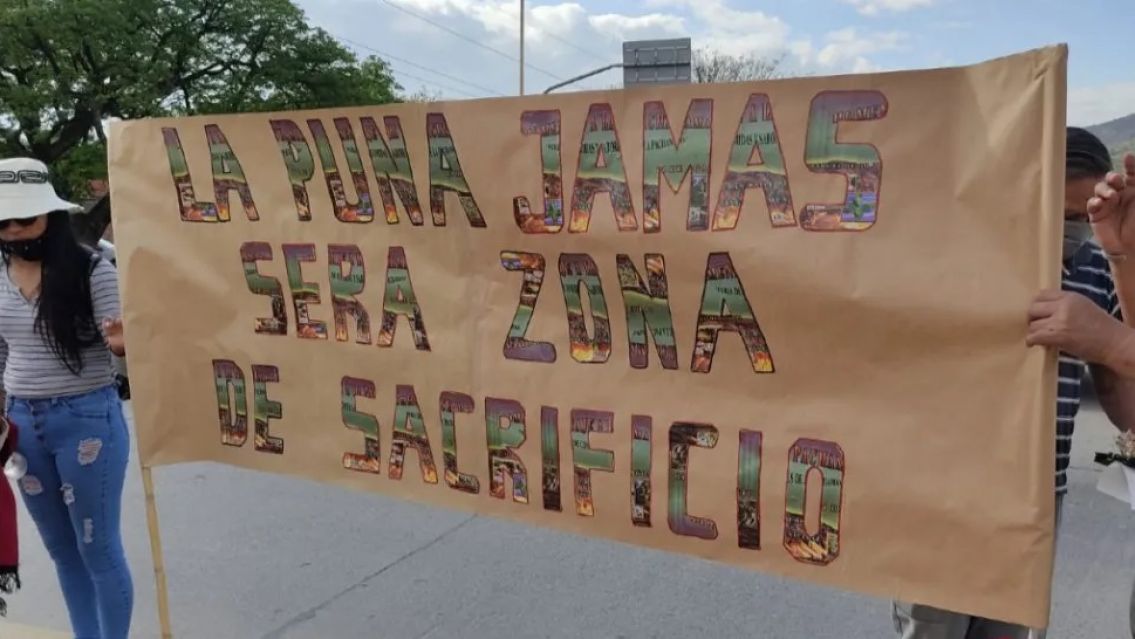 LA PUNA JAMAS
SERA ZONA
DE SACRIFICIO